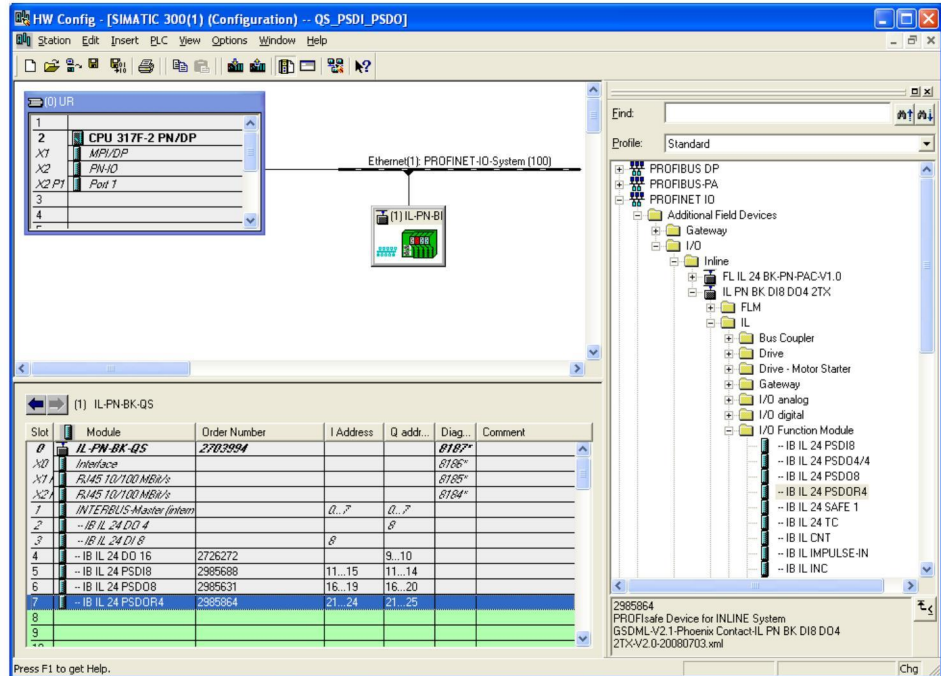 HW Config - [SIMATIC 300(1) (Configuration) -- QS_PSDI_PSDO]
Station Edit Insert PLC View Options Window Help
(0) UR
1
2 CPU 317F-2 PN/DP
X1 MPI/DP
X2 PN-IO
X2 P1 Port 1
3
4
Ethernet(1): PROFINET-IO-System (100)
(1) IL-PN-BI
Find:
Profile: Standard
PROFIBUS DP
PROFIBUS-PA
PROFINET IO
Additional Field Devices
Gateway
I/O
Inline
FL IL 24 BK-PN-PAC-V1.0
IL PN BK DI8 DO4 2TX
FLM
IL
Bus Coupler
Drive
Drive - Motor Starter
Gateway
I/O analog
I/O digital
I/O Function Module
-- IB IL 24 PSDI8
-- IB IL 24 PSDO4/4
-- IB IL 24 PSDO8
-- IB IL 24 PSDOR4
-- IB IL 24 SAFE 1
-- IB IL 24 TC
-- IB IL CNT
-- IB IL IMPULSE-IN
-- IB IL INC
2985864
PROFIsafe Device for INLINE System
GSDML-V2.1-Phoenix Contact-IL PN BK DI8 DO4
2TX-V2.0-20080703.xml
(1) IL-PN-BK-QS
Slot Module Order Number I Address Q addr... Diag... Comment
0 IL-PN-BK-QS 2703994 8187*
X0 Interface 8186*
X1 RJ45 10/100 MBit/s 8185*
X2 RJ45 10/100 MBit/s 8184*
1 INTERBUS-Master (intern 0..7 0..7
2 -- IB IL 24 DO 4 8
3 -- IB IL 24 DI 8 8
4 -- IB IL 24 DO 16 2726272 9...10
5 -- IB IL 24 PSDI8 2985688 11...15 11...14
6 -- IB IL 24 PSDO8 2985631 16...19 16...20
7 -- IB IL 24 PSDOR4 2985864 21...24 21...25
8
9
Press F1 to get Help.
Chg